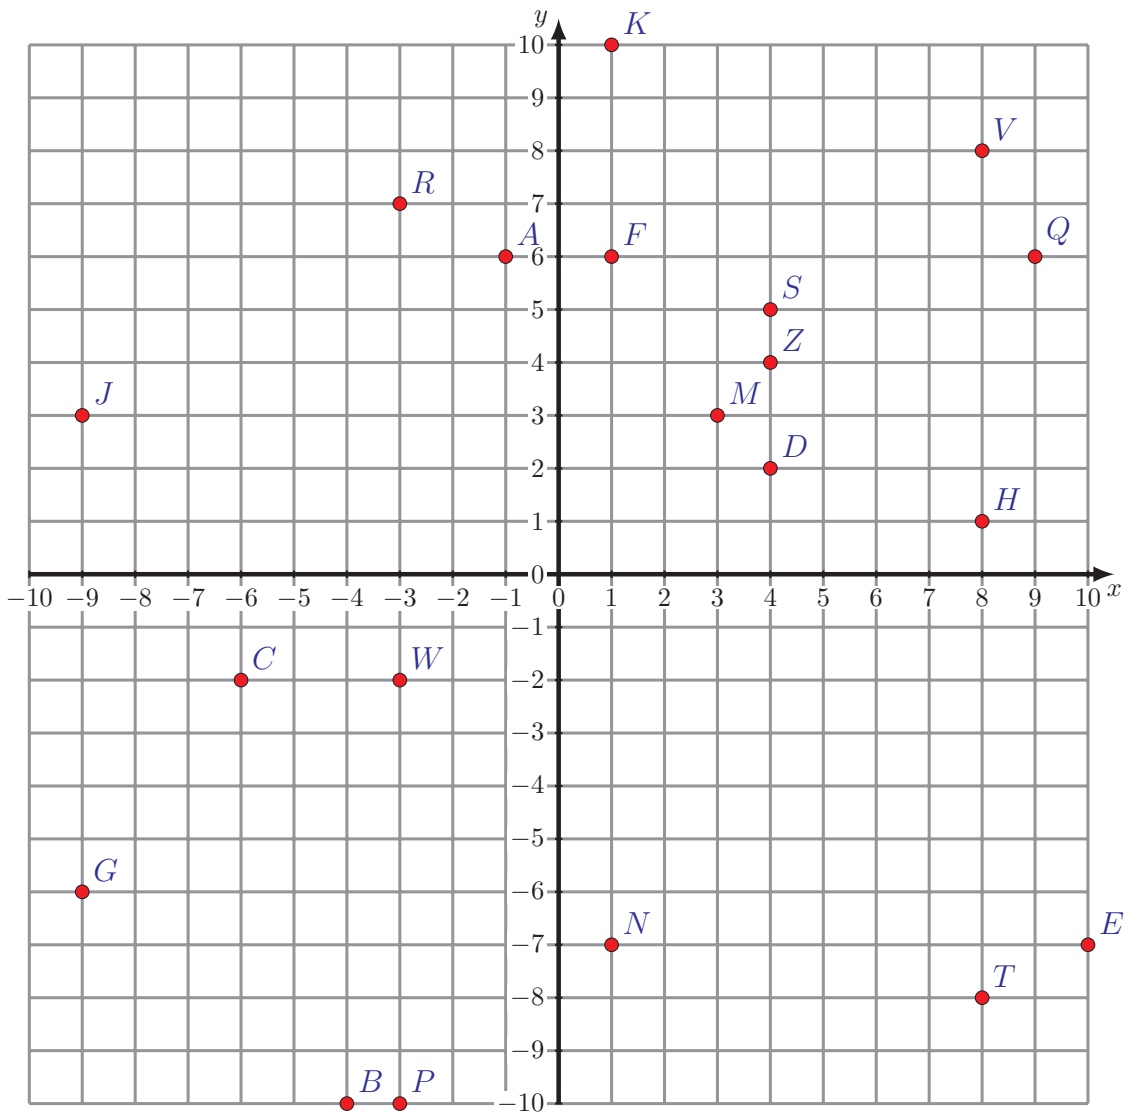 y
10 K
9
8 V
7 R
6 A F Q
5 S
4 Z
3 J M
2 D
1 H
0
−10 −9 −8 −7 −6 −5 −4 −3 −2 −1 0 1 2 3 4 5 6 7 8 9 10 x
−1
C W
−2
−3
−4
−5
G
−6
N E
−7
T
−8
−9
B P
−10